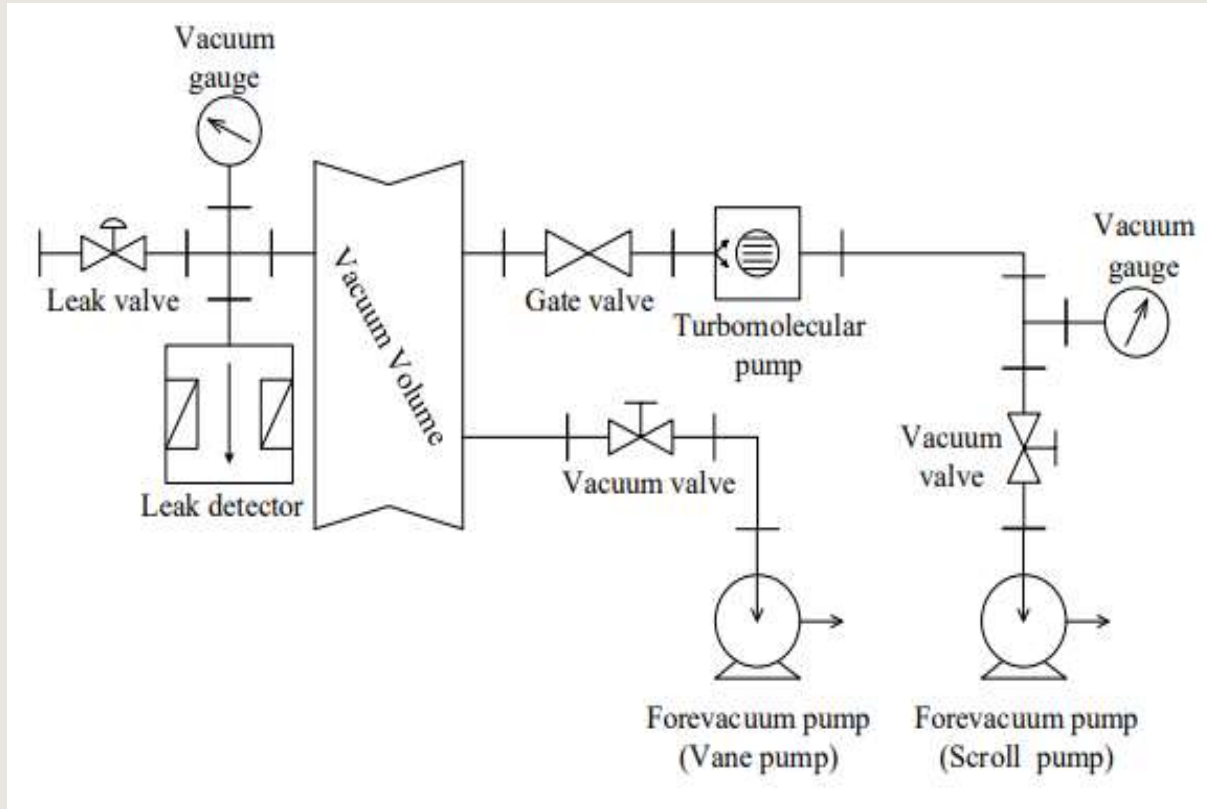 Vacuum
gauge
Leak valve
Leak detector
Vacuum Volume
Gate valve
Turbomolecular
pump
Vacuum
gauge
Vacuum valve
Vacuum
valve
Forevacuum pump
(Vane pump)
Forevacuum pump
(Scroll pump)